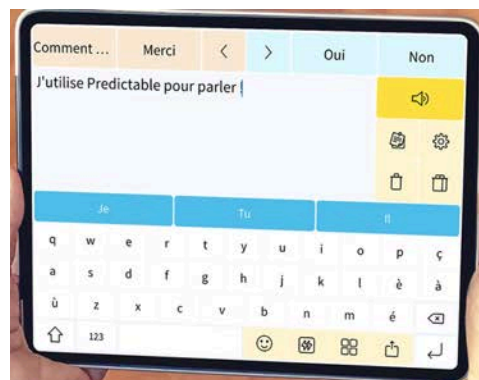 Comment ... Merci < > Oui Non
J'utilise Predictable pour parler !
Je Tu Il
q w e r t y u i o p ç
a s d f g h j k l è à
ù z x c v b n m é
123